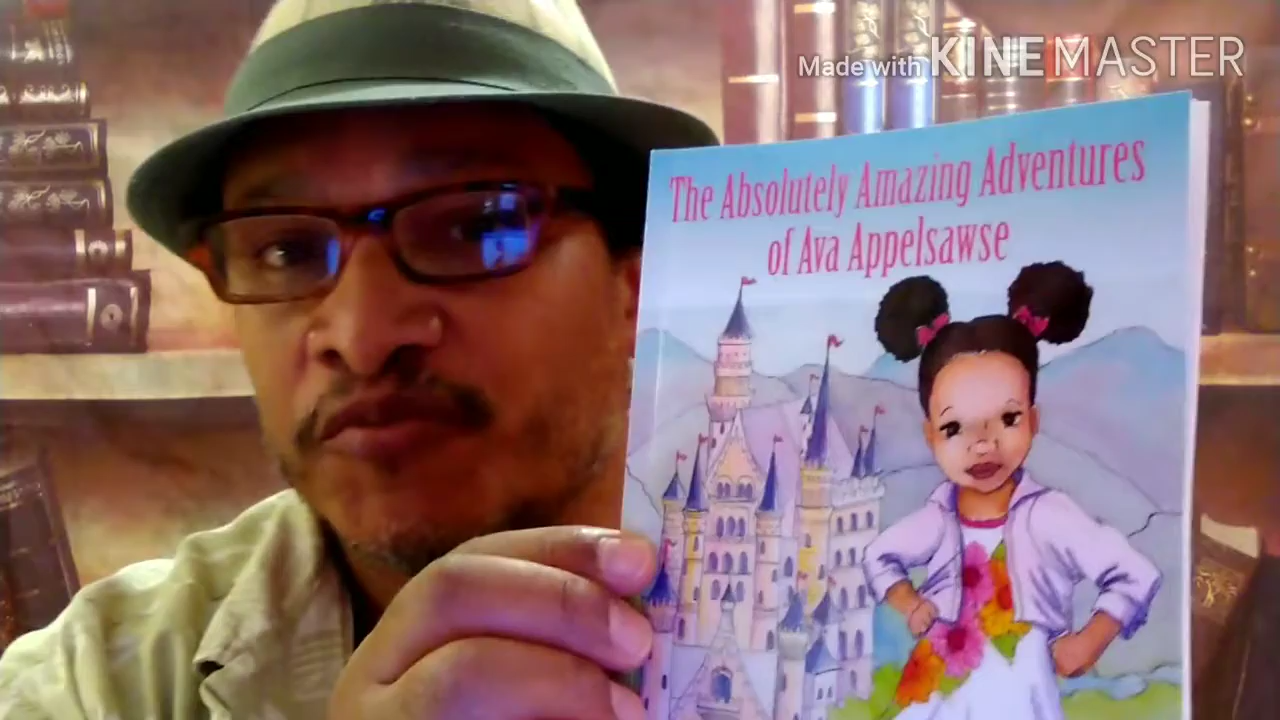 Made with KINEMASTER
The Absolutely Amazing Adventures
of Ava Appelsawse